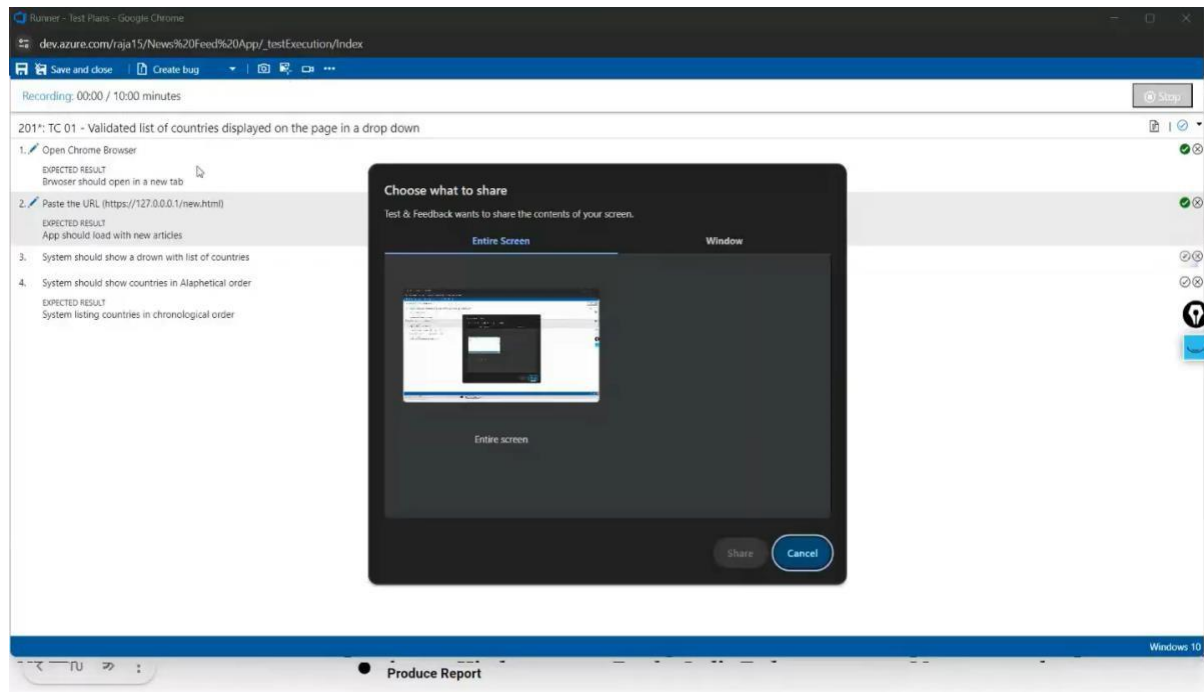 Runner - Test Plans - Google Chrome
dev.azure.com/raja15/News%20Feed%20App/_testExecution/Index
Save and close | Create bug
Recording: 00:00 / 10:00 minutes
Stop
201*: TC 01 - Validated list of countries displayed on the page in a drop down
1. Open Chrome Browser
EXPECTED RESULT
Brwoser should open in a new tab
2. Paste the URL (https://127.0.0.0.1/new.html)
EXPECTED RESULT
App should load with new articles
3. System should show a drown with list of countries
4. System should show countries in Alaphetical order
EXPECTED RESULT
System listing countries in chronological order
Choose what to share
Test & Feedback wants to share the contents of your screen.
Entire Screen
Window
Entire screen
Share
Cancel
Windows 10
Produce Report